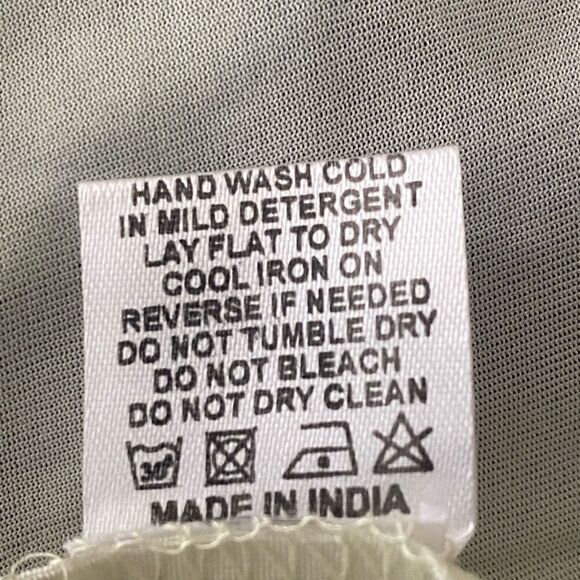 HAND WASH COLD
IN MILD DETERGENT
LAY FLAT TO DRY
COOL IRON ON
REVERSE IF NEEDED
DO NOT TUMBLE DRY
DO NOT BLEACH
DO NOT DRY CLEAN
30°
MADE IN INDIA